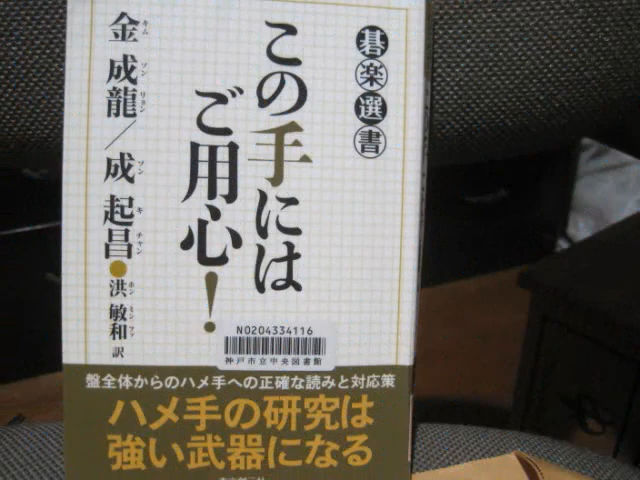 碁楽選書
この手には
ご用心!
金成龍/成起昌●洪敏和訳
キム ソン リョン ソン キ チャン ホン ミン ファ
N0204334116
神戸市立中央図書館
盤全体からのハメ手への正確な読みと対応策
ハメ手の研究は
強い武器になる